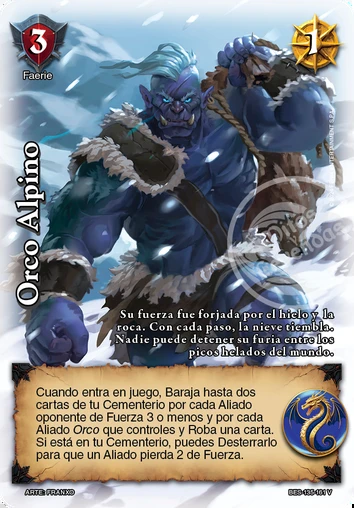 3
1
Faerie
Orco Alpino
Su fuerza fue forjada por el hielo y la
roca. Con cada paso, la nieve tiembla.
Nadie puede detener su furia entre los
picos helados del mundo.
Cuando entra en juego, Baraja hasta dos
cartas de tu Cementerio por cada Aliado
oponente de Fuerza 3 o menos y por cada
Aliado Orco que controles y Roba una carta.
Si está en tu Cementerio, puedes Desterrarlo
para que un Aliado pierda 2 de Fuerza.
ARTE: FRANXD
BES-135-161 V